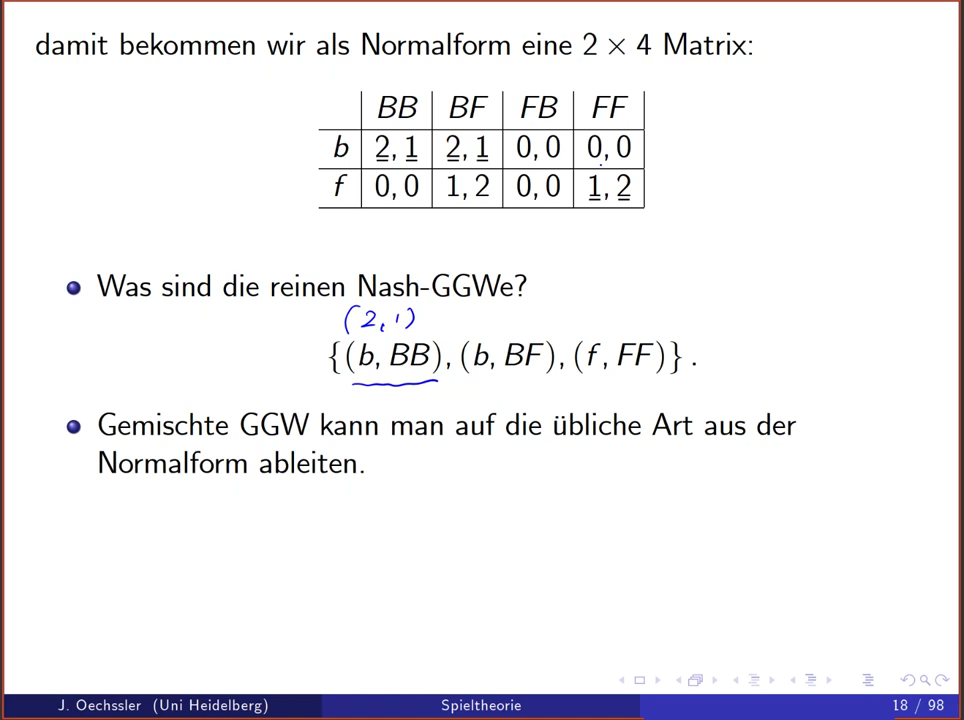 damit bekommen wir als Normalform eine 2 × 4 Matrix:
BB BF FB FF
b 2, 1 2, 1 0, 0 0, 0
f 0, 0 1, 2 0, 0 1, 2
Was sind die reinen Nash-GGWe?
(2, 1)
{(b, BB), (b, BF), (f, FF)} .
Gemischte GGW kann man auf die übliche Art aus der
Normalform ableiten.
J. Oechssler (Uni Heidelberg) Spieltheorie 18 / 98